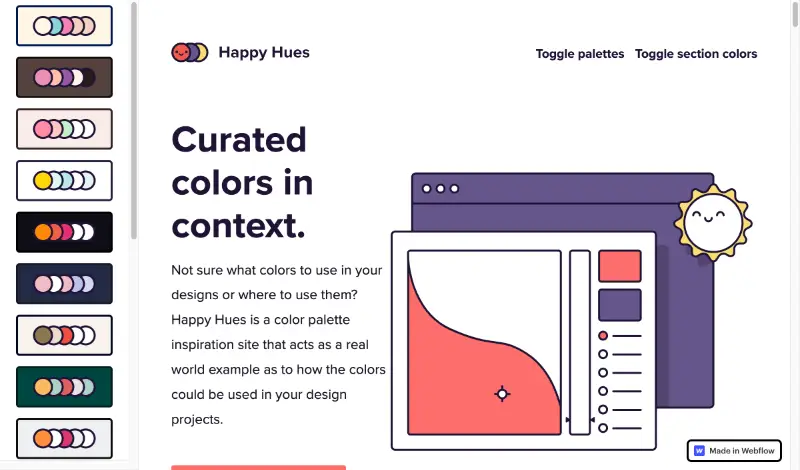 Happy Hues
Toggle palettes
Toggle section colors
Curated
colors in
context.
Not sure what colors to use in your
designs or where to use them?
Happy Hues is a color palette
inspiration site that acts as a real
world example as to how the colors
could be used in your design
projects.
Made in Webflow